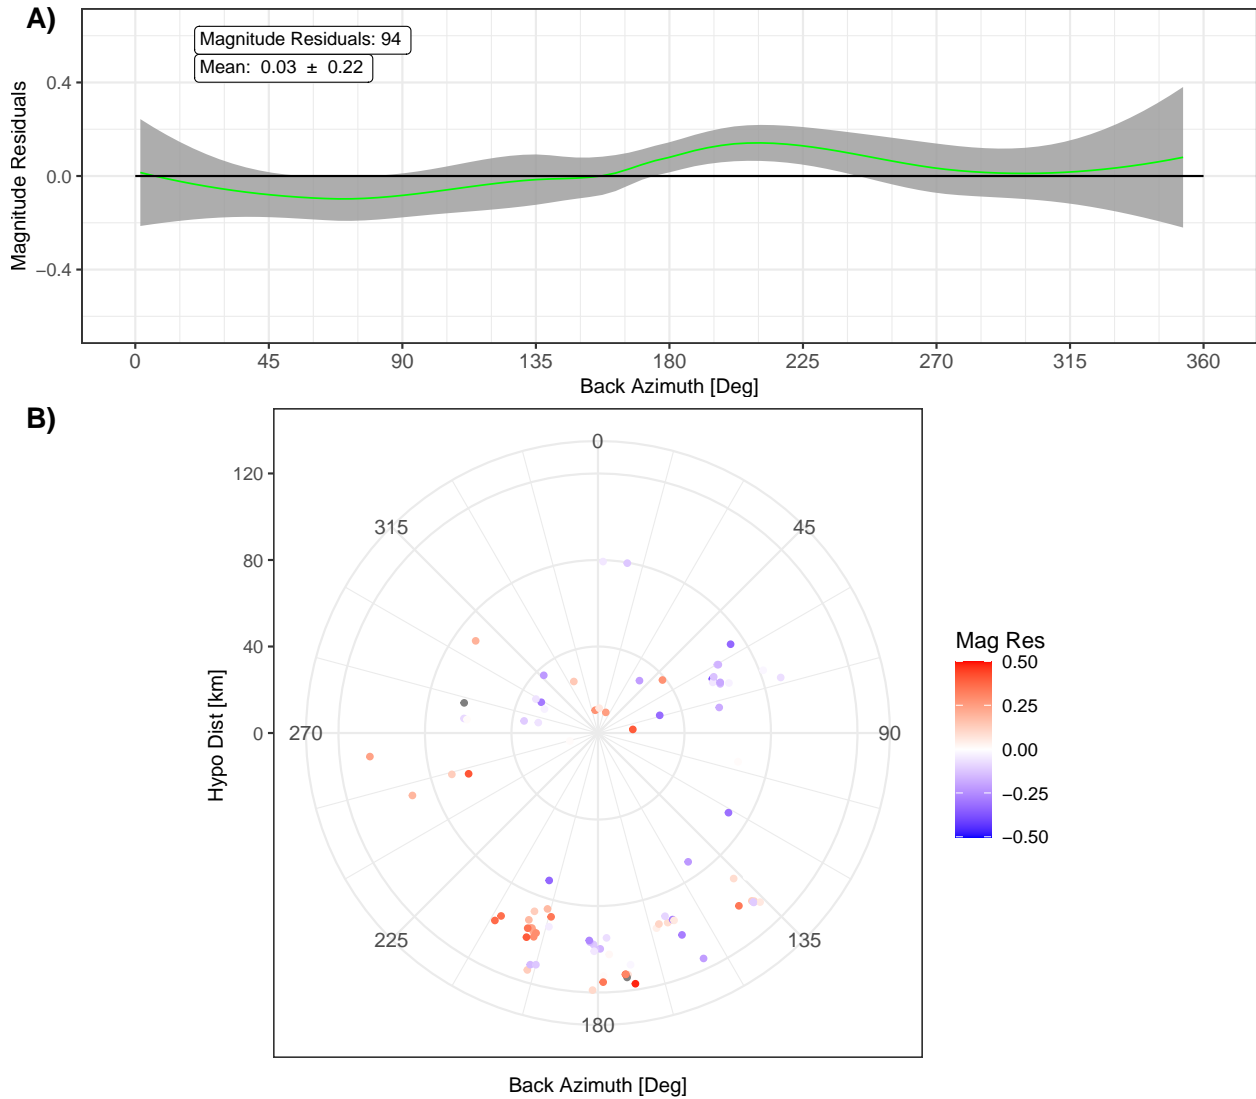 A)
Magnitude Residuals: 94
Mean:  0.03  ±  0.22
Magnitude Residuals
0.4
0.0
−0.4
0 45 90 135 180 225 270 315 360
Back Azimuth [Deg]
B)
Hypo Dist [km]
120
80
40
0
0
45
90
135
180
225
270
315
Back Azimuth [Deg]
Mag Res
0.50
0.25
0.00
−0.25
−0.50